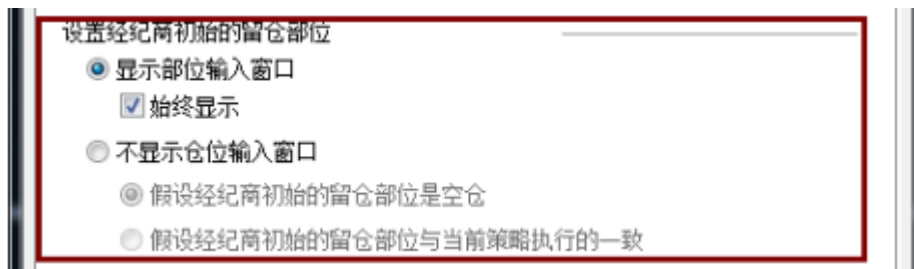 设置经纪商初始的留仓部位
显示部位输入窗口
始终显示
不显示仓位输入窗口
假设经纪商初始的留仓部位是空仓
假设经纪商初始的留仓部位与当前策略执行的一致